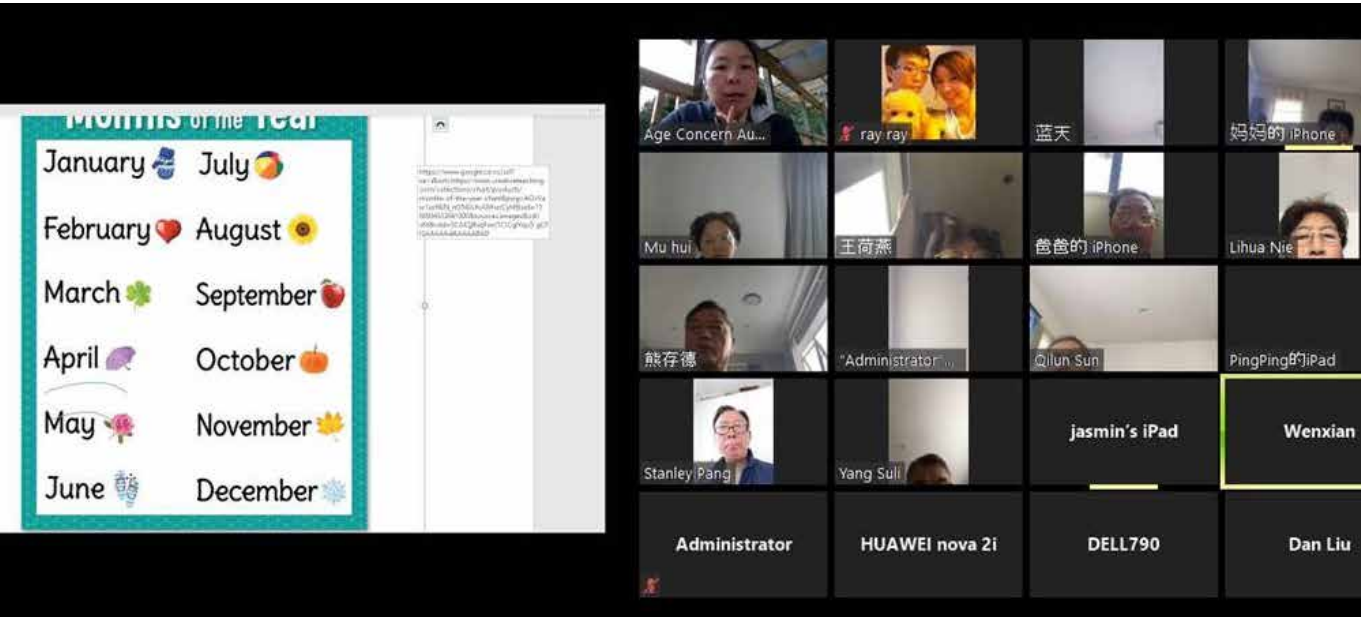 Months of the Year
January July
February August
March September
April October
May November
June December
Age Concern Au...
ray ray
蓝天
妈妈的 iPhone
Mu hui
王荷燕
爸爸的 iPhone
Lihua Nie
熊存德
"Administrator"...
Qilun Sun
PingPing的iPad
Stanley Pang
Yang Suli
jasmin's iPad
Wenxian
Administrator
HUAWEI nova 2i
DELL790
Dan Liu